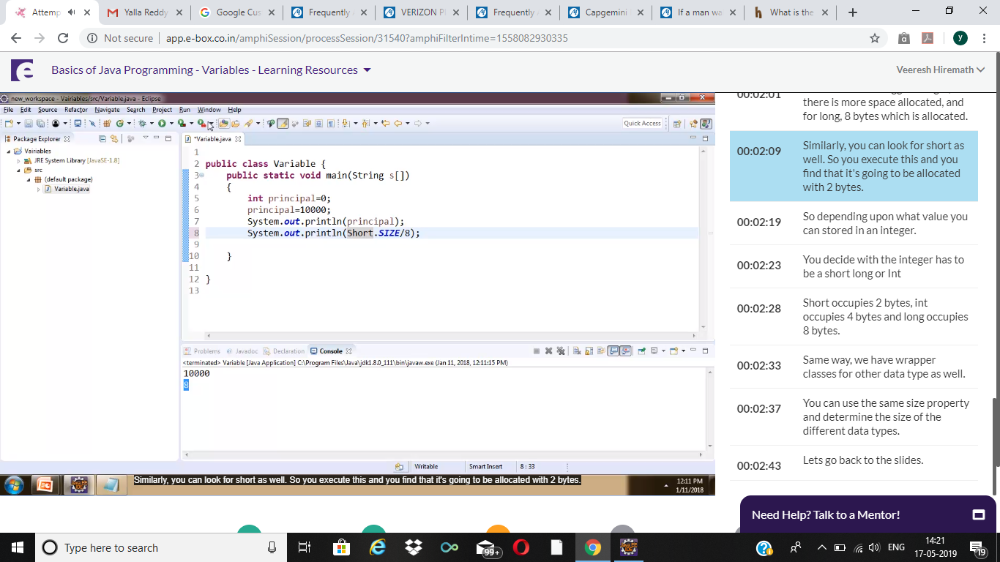 Attemp
Yalla Reddy
Google Cus
Frequently
VERIZON P
Frequently
Capgemini
If a man wa
What is the
Not secure
app.e-box.co.in/amphiSession/processSession/31540?amphiFilterIntime=1558082930335
y
e
Basics of Java Programming - Variables - Learning Resources
Veeresh Hiremath
new_workspace - Vairiables/src/Variable.java - Eclipse
File Edit Source Refactor Navigate Search Project Run Window Help
Quick Access
Package Explorer
Vairiables
JRE System Library [JavaSE-1.8]
src
(default package)
Variable.java
*Variable.java
1
2 public class Variable {
3 public static void main(String s[])
4 {
5 int principal=0;
6 principal=10000;
7 System.out.println(principal);
8 System.out.println(Short.SIZE/8);
9
10 }
11
12 }
13
Problems @ Javadoc Declaration Console
<terminated> Variable [Java Application] C:\Program Files\Java\jdk1.8.0_111\bin\javaw.exe (Jan 11, 2018, 12:11:15 PM)
10000
8
Writable Smart Insert 8 : 33
Similarly, you can look for short as well. So you execute this and you find that it's going to be allocated with 2 bytes.
12:11 PM
1/11/2018
00:02:01
there is more space allocated, and
for long, 8 bytes which is allocated.
00:02:09
Similarly, you can look for short as
well. So you execute this and you
find that it's going to be allocated
with 2 bytes.
00:02:19
So depending upon what value you
can stored in an integer.
00:02:23
You decide with the integer has to
be a short long or Int
00:02:28
Short occupies 2 bytes, int
occupies 4 bytes and long occupies
8 bytes.
00:02:33
Same way, we have wrapper
classes for other data type as well.
00:02:37
You can use the same size property
and determine the size of the
different data types.
00:02:43
Lets go back to the slides.
Need Help? Talk to a Mentor!
Type here to search
99+
ENG
14:21
17-05-2019
19